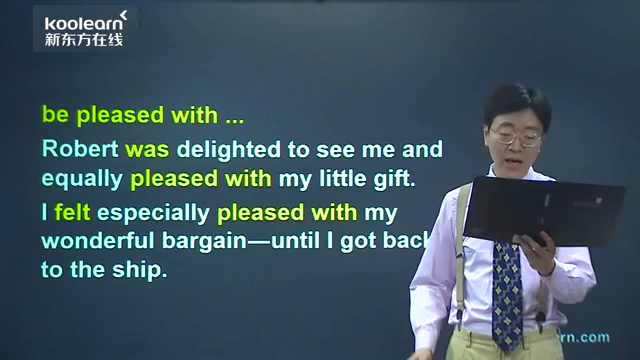 koolearn
新东方在线
be pleased with ...
Robert was delighted to see me and
equally pleased with my little gift.
I felt especially pleased with my
wonderful bargain—until I got back
to the ship.
rn.com